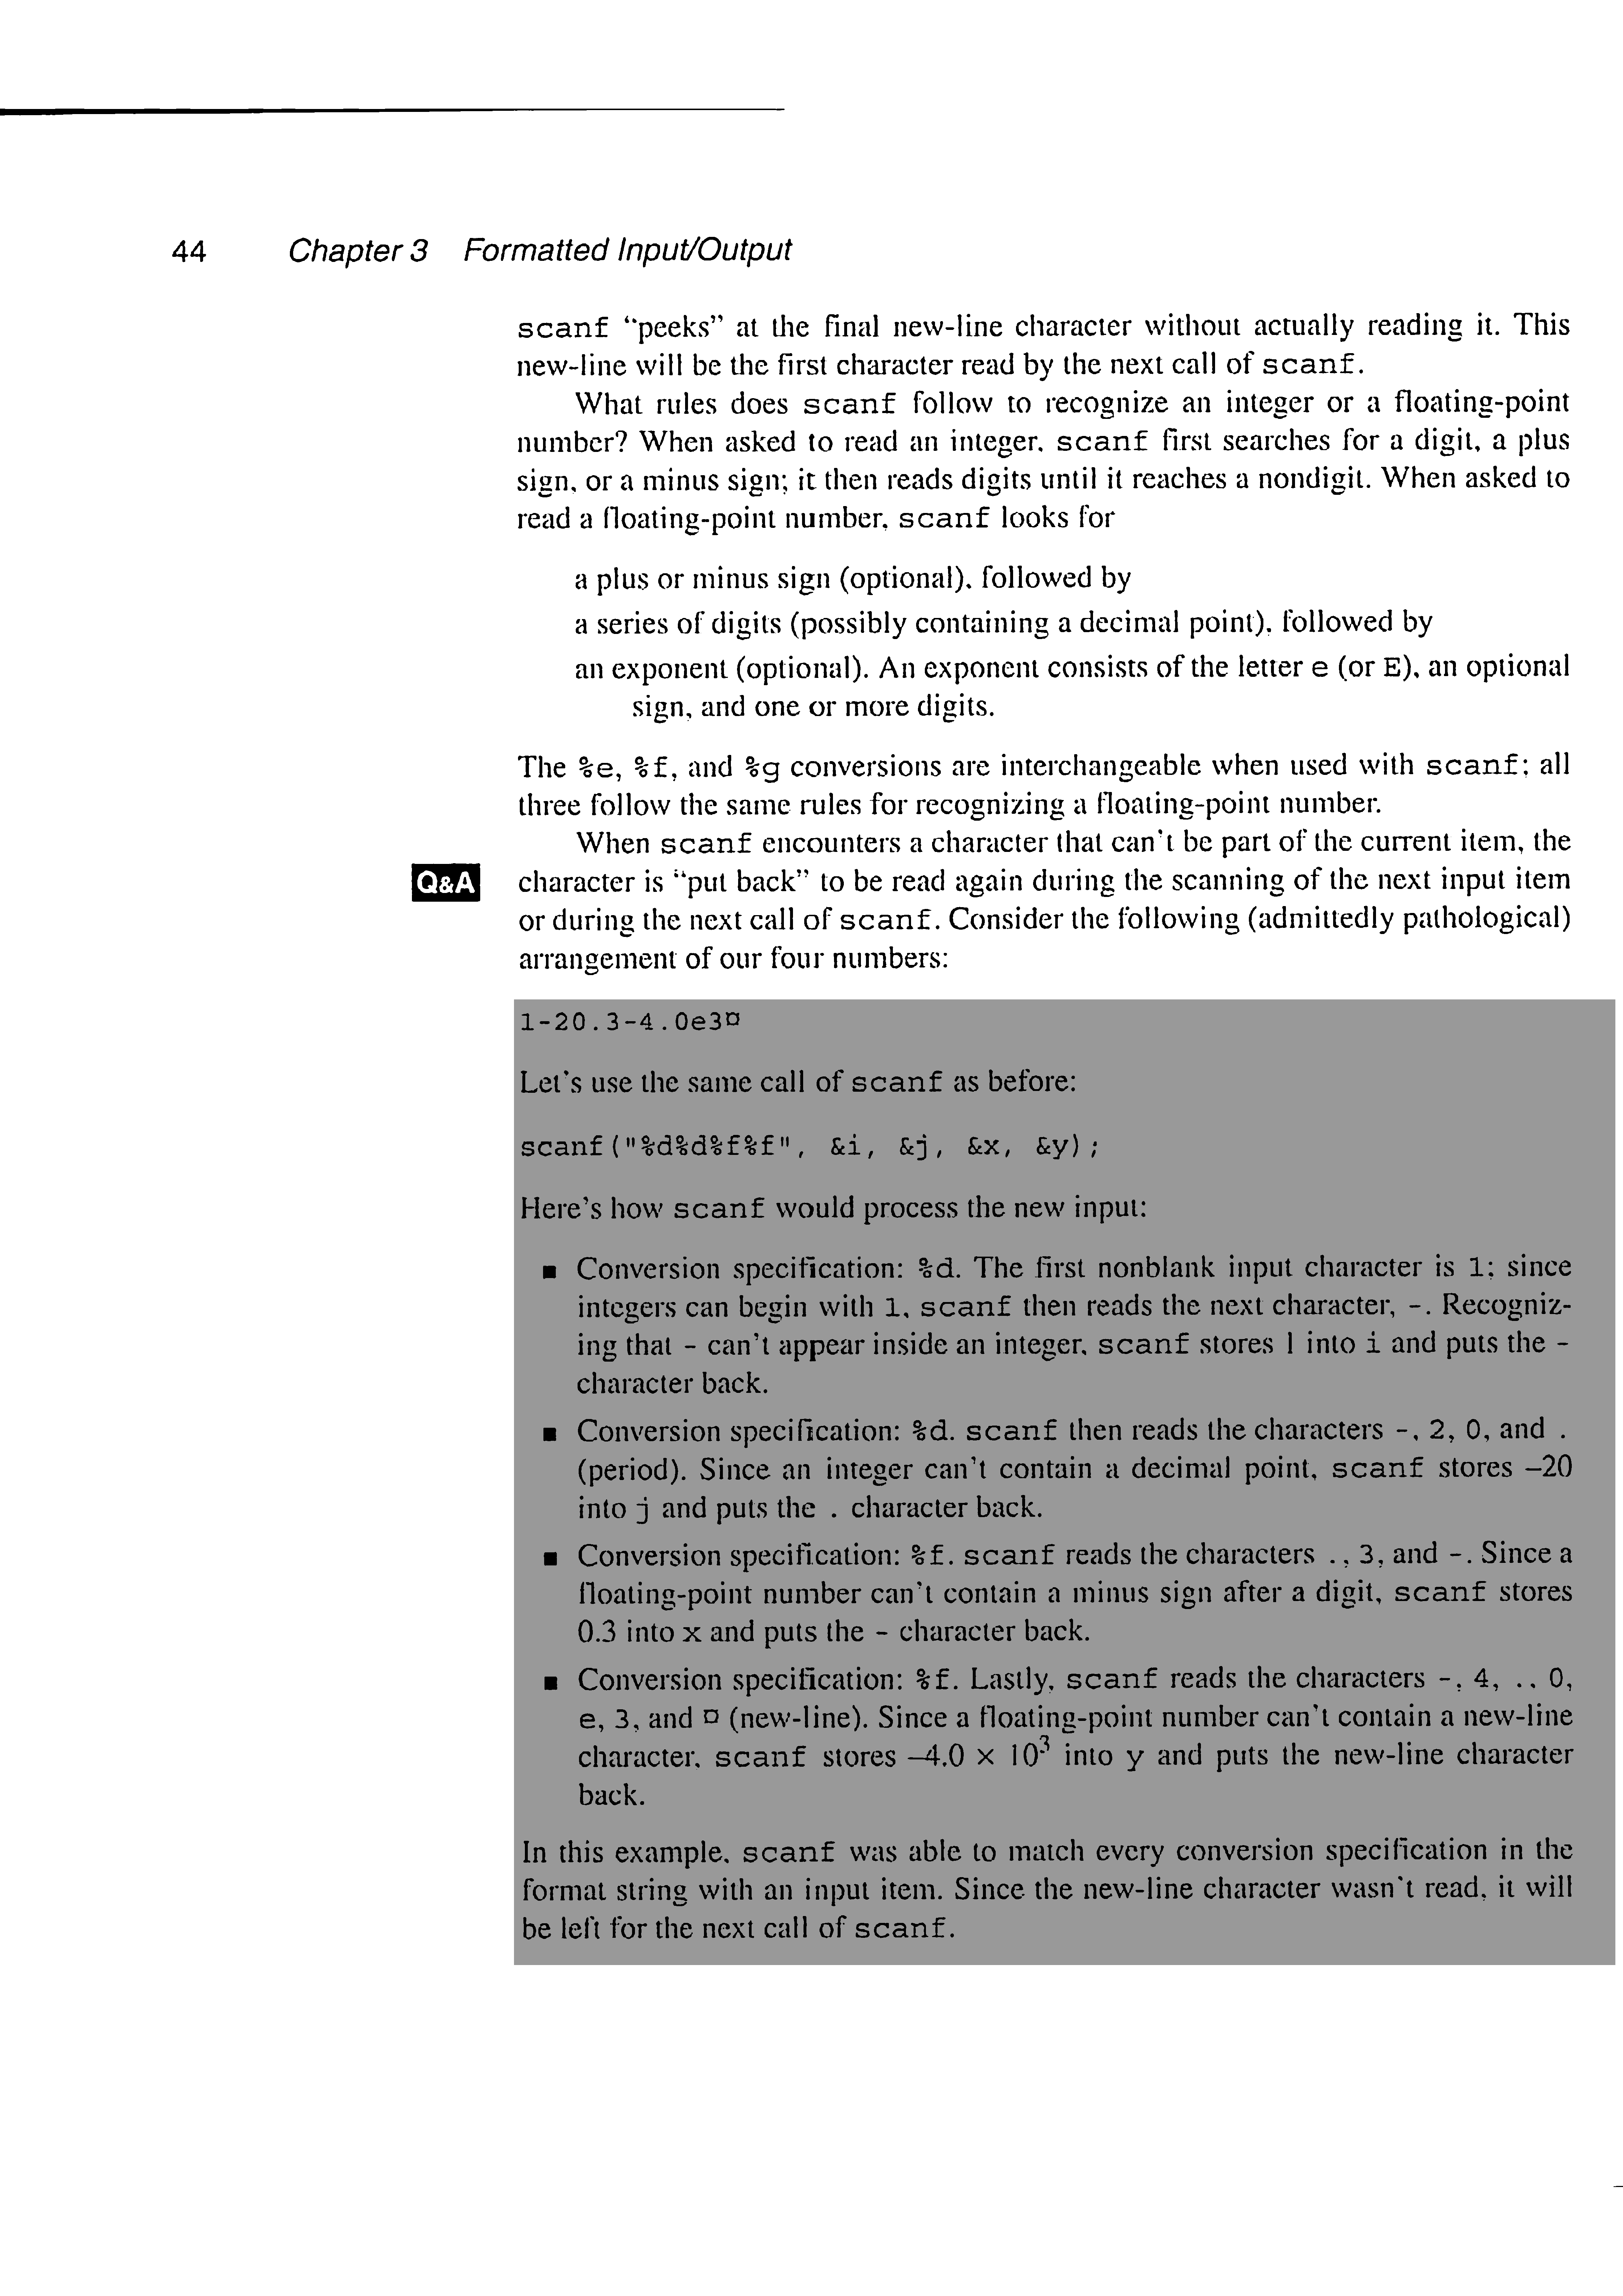 44 Chapter 3 Formatted Input/Output
scanf “peeks” at the final new-line character without actually reading it. This
new-line will be the first character read by the next call of scanf.
What rules does scanf follow to recognize an integer or a floating-point
number? When asked to read an integer, scanf first searches for a digit, a plus
sign, or a minus sign; it then reads digits until it reaches a nondigit. When asked to
read a floating-point number, scanf looks for
a plus or minus sign (optional), followed by
a series of digits (possibly containing a decimal point), followed by
an exponent (optional). An exponent consists of the letter e (or E), an optional
sign, and one or more digits.
The %e, %f, and %g conversions are interchangeable when used with scanf; all
three follow the same rules for recognizing a floating-point number.
When scanf encounters a character that can't be part of the current item, the
Q&A character is “put back” to be read again during the scanning of the next input item
or during the next call of scanf. Consider the following (admittedly pathological)
arrangement of our four numbers:
1-20.3-4.0e3¤
Let's use the same call of scanf as before:
scanf("%d%d%f%f", &i, &j, &x, &y);
Here's how scanf would process the new input:
■ Conversion specification: %d. The first nonblank input character is 1; since
integers can begin with 1, scanf then reads the next character, -. Recogniz-
ing that - can't appear inside an integer, scanf stores 1 into i and puts the -
character back.
■ Conversion specification: %d. scanf then reads the characters -, 2, 0, and .
(period). Since an integer can't contain a decimal point, scanf stores –20
into j and puts the . character back.
■ Conversion specification: %f. scanf reads the characters ., 3, and -. Since a
floating-point number can't contain a minus sign after a digit, scanf stores
0.3 into x and puts the - character back.
■ Conversion specification: %f. Lastly, scanf reads the characters -, 4, ., 0,
e, 3, and ¤ (new-line). Since a floating-point number can't contain a new-line
character, scanf stores –4.0 × 10³ into y and puts the new-line character
back.
In this example, scanf was able to match every conversion specification in the
format string with an input item. Since the new-line character wasn't read, it will
be left for the next call of scanf.